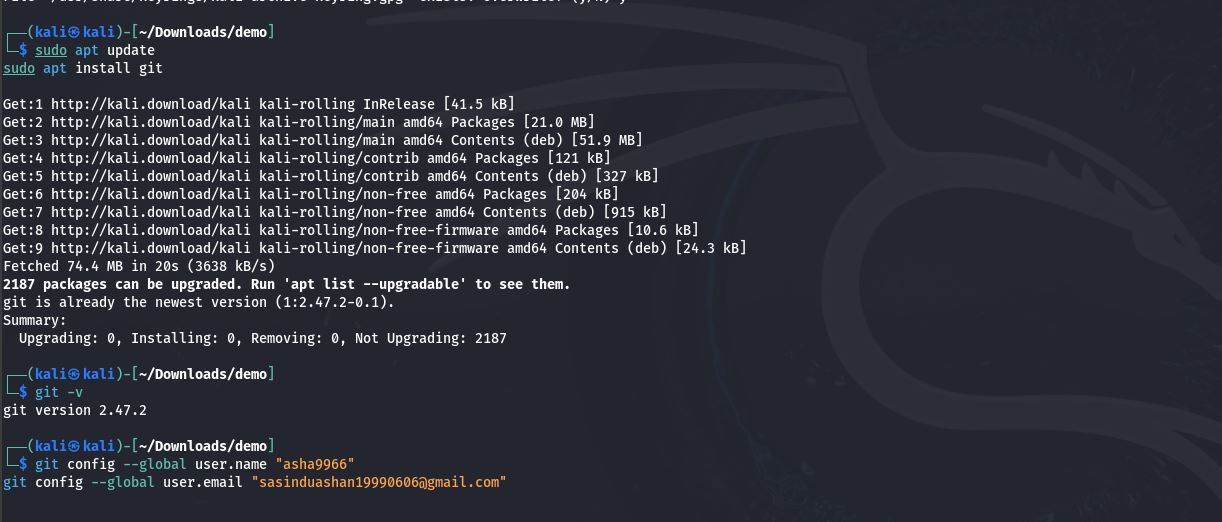 ┌──(kali㉿kali)-[~/Downloads/demo]
└─$ sudo apt update
sudo apt install git
Get:1 http://kali.download/kali kali-rolling InRelease [41.5 kB]
Get:2 http://kali.download/kali kali-rolling/main amd64 Packages [21.0 MB]
Get:3 http://kali.download/kali kali-rolling/main amd64 Contents (deb) [51.9 MB]
Get:4 http://kali.download/kali kali-rolling/contrib amd64 Packages [121 kB]
Get:5 http://kali.download/kali kali-rolling/contrib amd64 Contents (deb) [327 kB]
Get:6 http://kali.download/kali kali-rolling/non-free amd64 Packages [204 kB]
Get:7 http://kali.download/kali kali-rolling/non-free amd64 Contents (deb) [915 kB]
Get:8 http://kali.download/kali kali-rolling/non-free-firmware amd64 Packages [10.6 kB]
Get:9 http://kali.download/kali kali-rolling/non-free-firmware amd64 Contents (deb) [24.3 kB]
Fetched 74.4 MB in 20s (3638 kB/s)
2187 packages can be upgraded. Run 'apt list --upgradable' to see them.
git is already the newest version (1:2.47.2-0.1).
Summary:
  Upgrading: 0, Installing: 0, Removing: 0, Not Upgrading: 2187
┌──(kali㉿kali)-[~/Downloads/demo]
└─$ git -v
git version 2.47.2
┌──(kali㉿kali)-[~/Downloads/demo]
└─$ git config --global user.name "asha9966"
git config --global user.email "sasinduashan19990606@gmail.com"